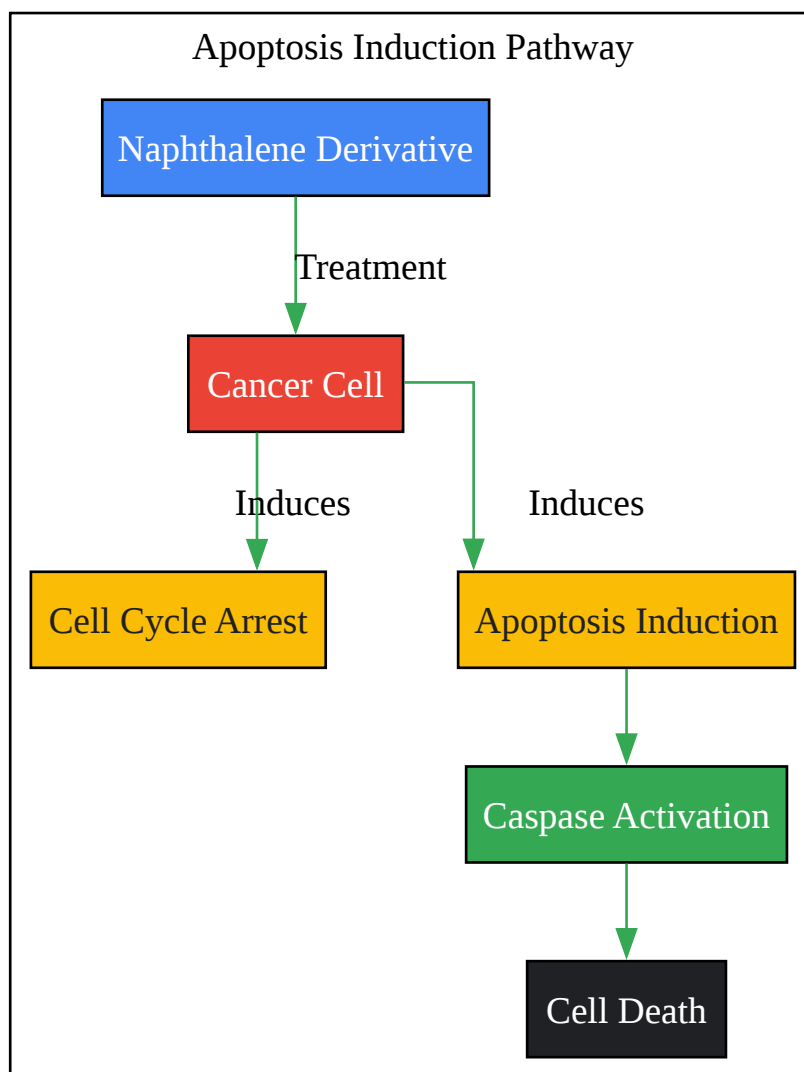 Apoptosis Induction Pathway
Naphthalene Derivative
Treatment
Cancer Cell
Induces
Induces
Cell Cycle Arrest
Apoptosis Induction
Caspase Activation
Cell Death